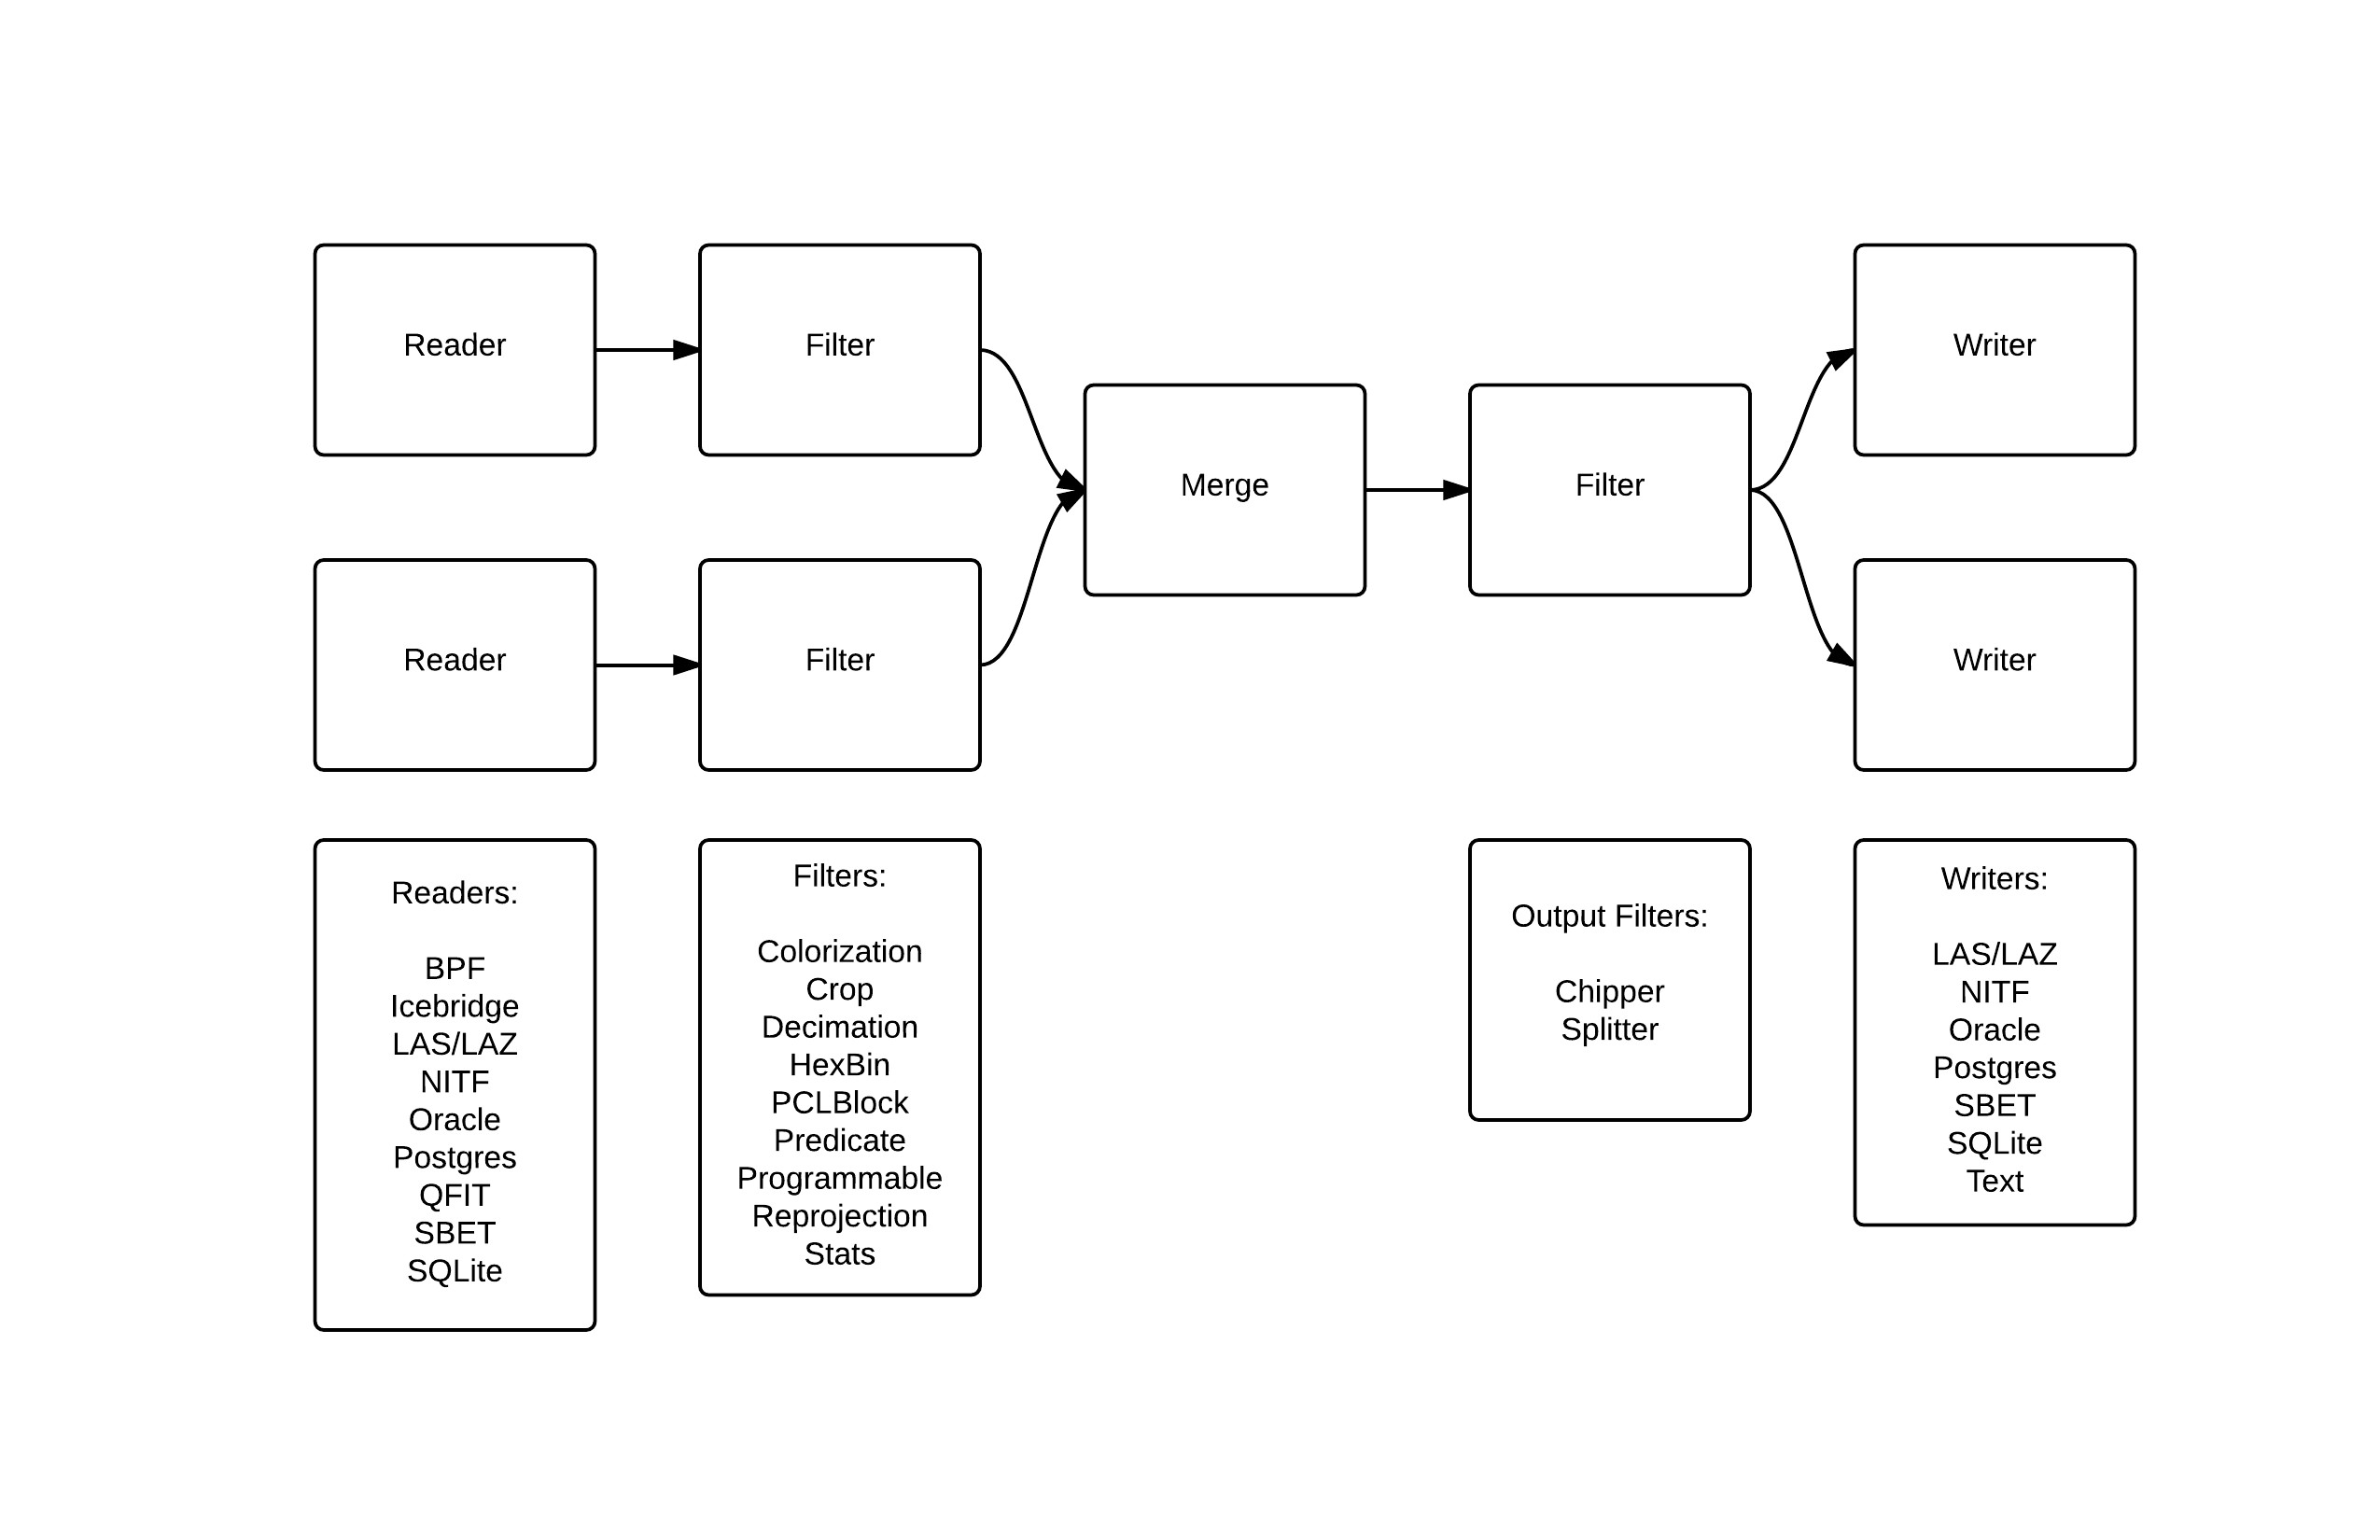 Reader
Filter
Writer
Merge
Filter
Reader
Filter
Writer
Readers:
BPF
Icebridge
LAS/LAZ
NITF
Oracle
Postgres
QFIT
SBET
SQLite
Filters:
Colorization
Crop
Decimation
HexBin
PCLBlock
Predicate
Programmable
Reprojection
Stats
Output Filters:
Chipper
Splitter
Writers:
LAS/LAZ
NITF
Oracle
Postgres
SBET
SQLite
Text